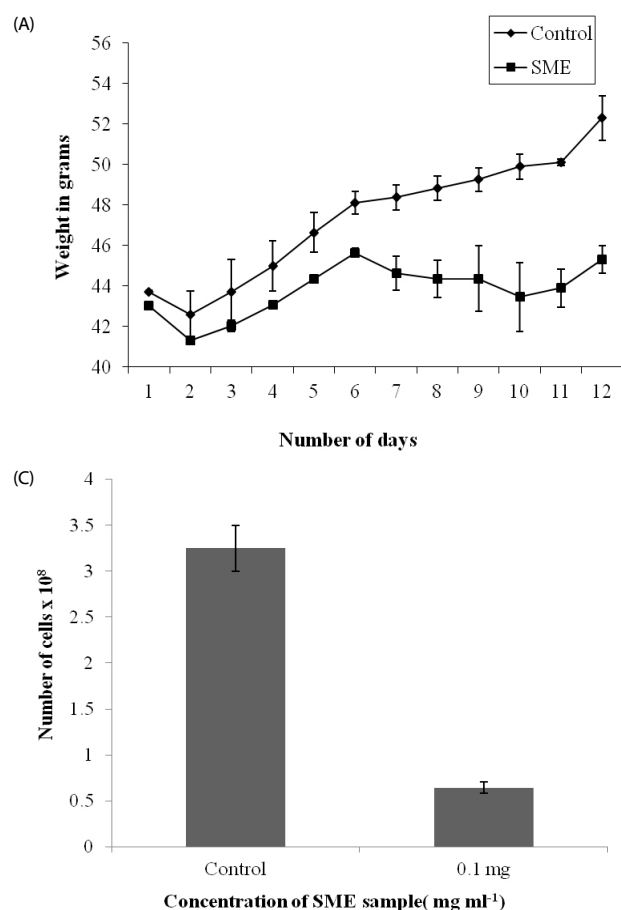 (A)
Control
SME
Weight in grams
56
54
52
50
48
46
44
42
40
1 2 3 4 5 6 7 8 9 10 11 12
Number of days
(C)
Number of cells x 10⁸
4
3.5
3
2.5
2
1.5
1
0.5
0
Control 0.1 mg
Concentration of SME sample( mg ml⁻¹)